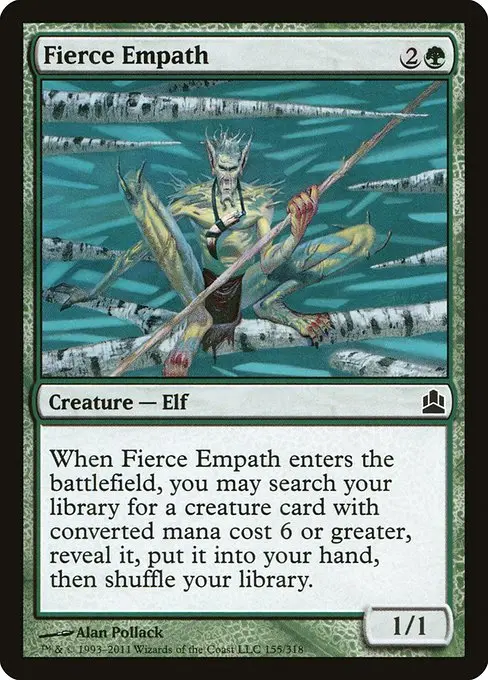 Fierce Empath 2
Creature — Elf
When Fierce Empath enters the
battlefield, you may search your
library for a creature card with
converted mana cost 6 or greater,
reveal it, put it into your hand,
then shuffle your library.
1/1
Alan Pollack
™ & © 1993–2011 Wizards of the Coast LLC 155/318